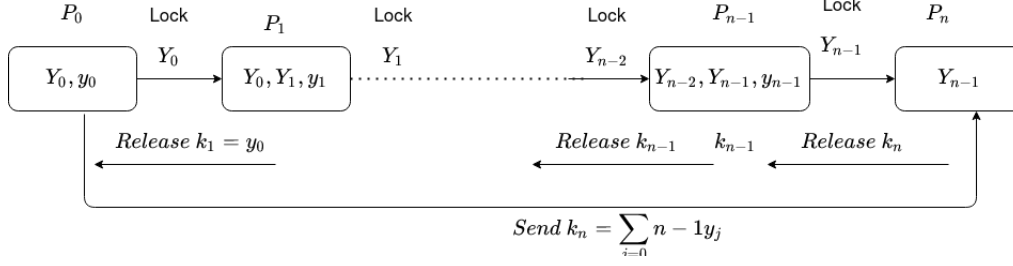 P_0 Lock P_1 Lock Lock P_{n-1} Lock P_n
Y_0 Y_1 Y_{n-2} Y_{n-1}
Y_0, y_0 Y_0, Y_1, y_1 Y_{n-2}, Y_{n-1}, y_{n-1} Y_{n-1}
Release k_1 = y_0 Release k_{n-1} k_{n-1} Release k_n
Send k_n = \sum_{j=0} n - 1y_j